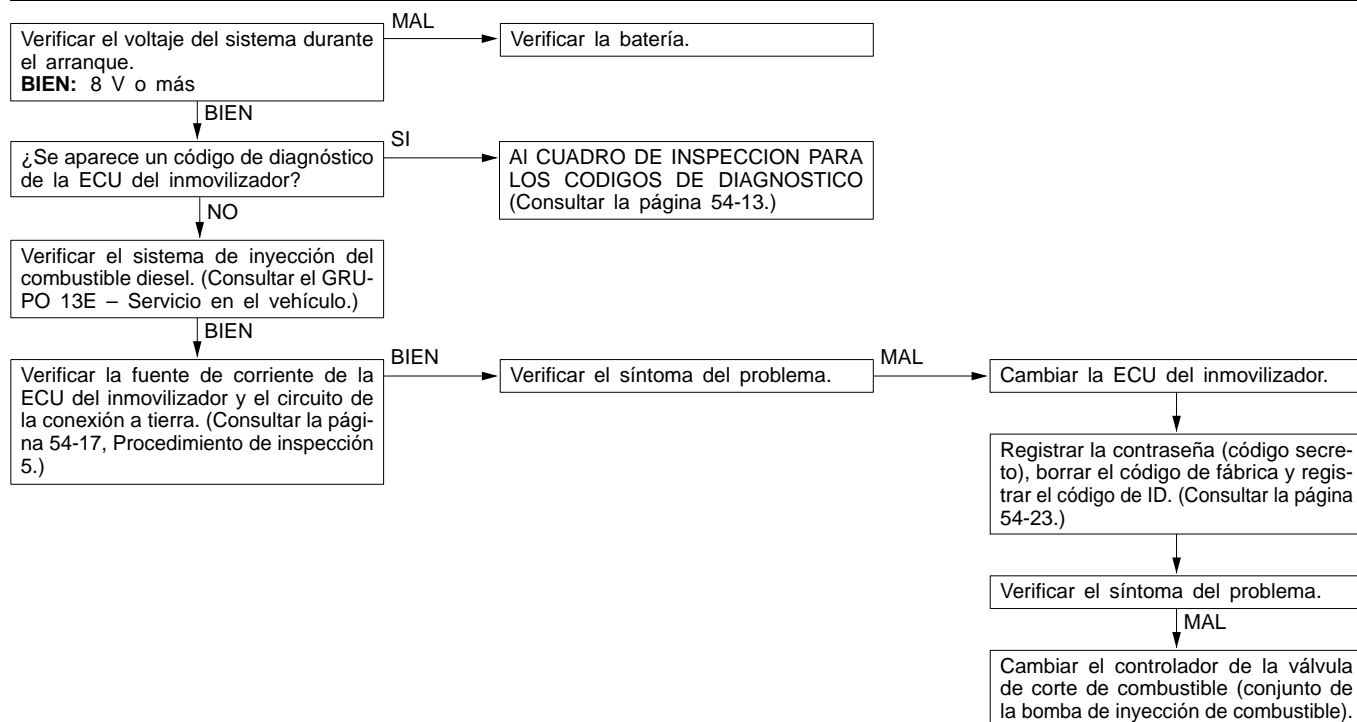 Verificar el voltaje del sistema durante
el arranque.
BIEN: 8 V o más
MAL
Verificar la batería.
BIEN
¿Se aparece un código de diagnóstico
de la ECU del inmovilizador?
SI
Al CUADRO DE INSPECCION PARA
LOS CODIGOS DE DIAGNOSTICO
(Consultar la página 54-13.)
NO
Verificar el sistema de inyección del
combustible diesel. (Consultar el GRU-
PO 13E – Servicio en el vehículo.)
BIEN
Verificar la fuente de corriente de la
ECU del inmovilizador y el circuito de
la conexión a tierra. (Consultar la pági-
na 54-17, Procedimiento de inspección
5.)
BIEN
Verificar el síntoma del problema.
MAL
Cambiar la ECU del inmovilizador.
Registrar la contraseña (código secre-
to), borrar el código de fábrica y regis-
trar el código de ID. (Consultar la página
54-23.)
Verificar el síntoma del problema.
MAL
Cambiar el controlador de la válvula
de corte de combustible (conjunto de
la bomba de inyección de combustible).